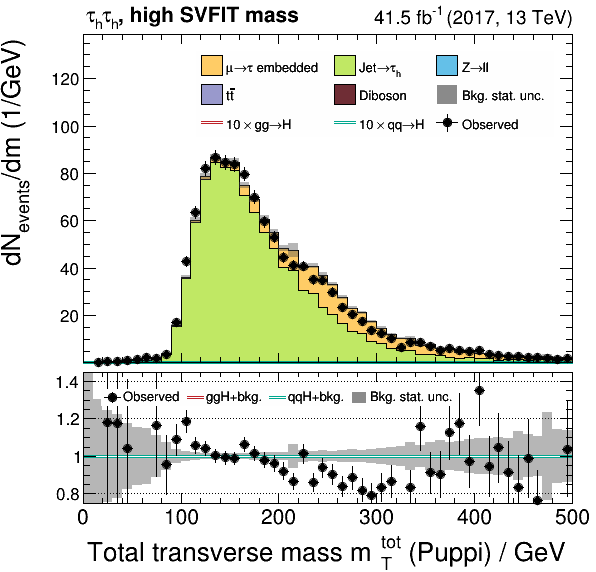 τₕτₕ, high SVFIT mass 41.5 fb⁻¹ (2017, 13 TeV)
μ→τ embedded Jet→τₕ Z→ll
tt̄ Diboson Bkg. stat. unc.
10 × gg→H 10 × qq→H Observed
dN_events/dm (1/GeV)
120
100
80
60
40
20
Observed ggH+bkg. qqH+bkg. Bkg. stat. unc.
1.4
1.2
1
0.8
0 100 200 300 400 500
Total transverse mass m_T^tot (Puppi) / GeV